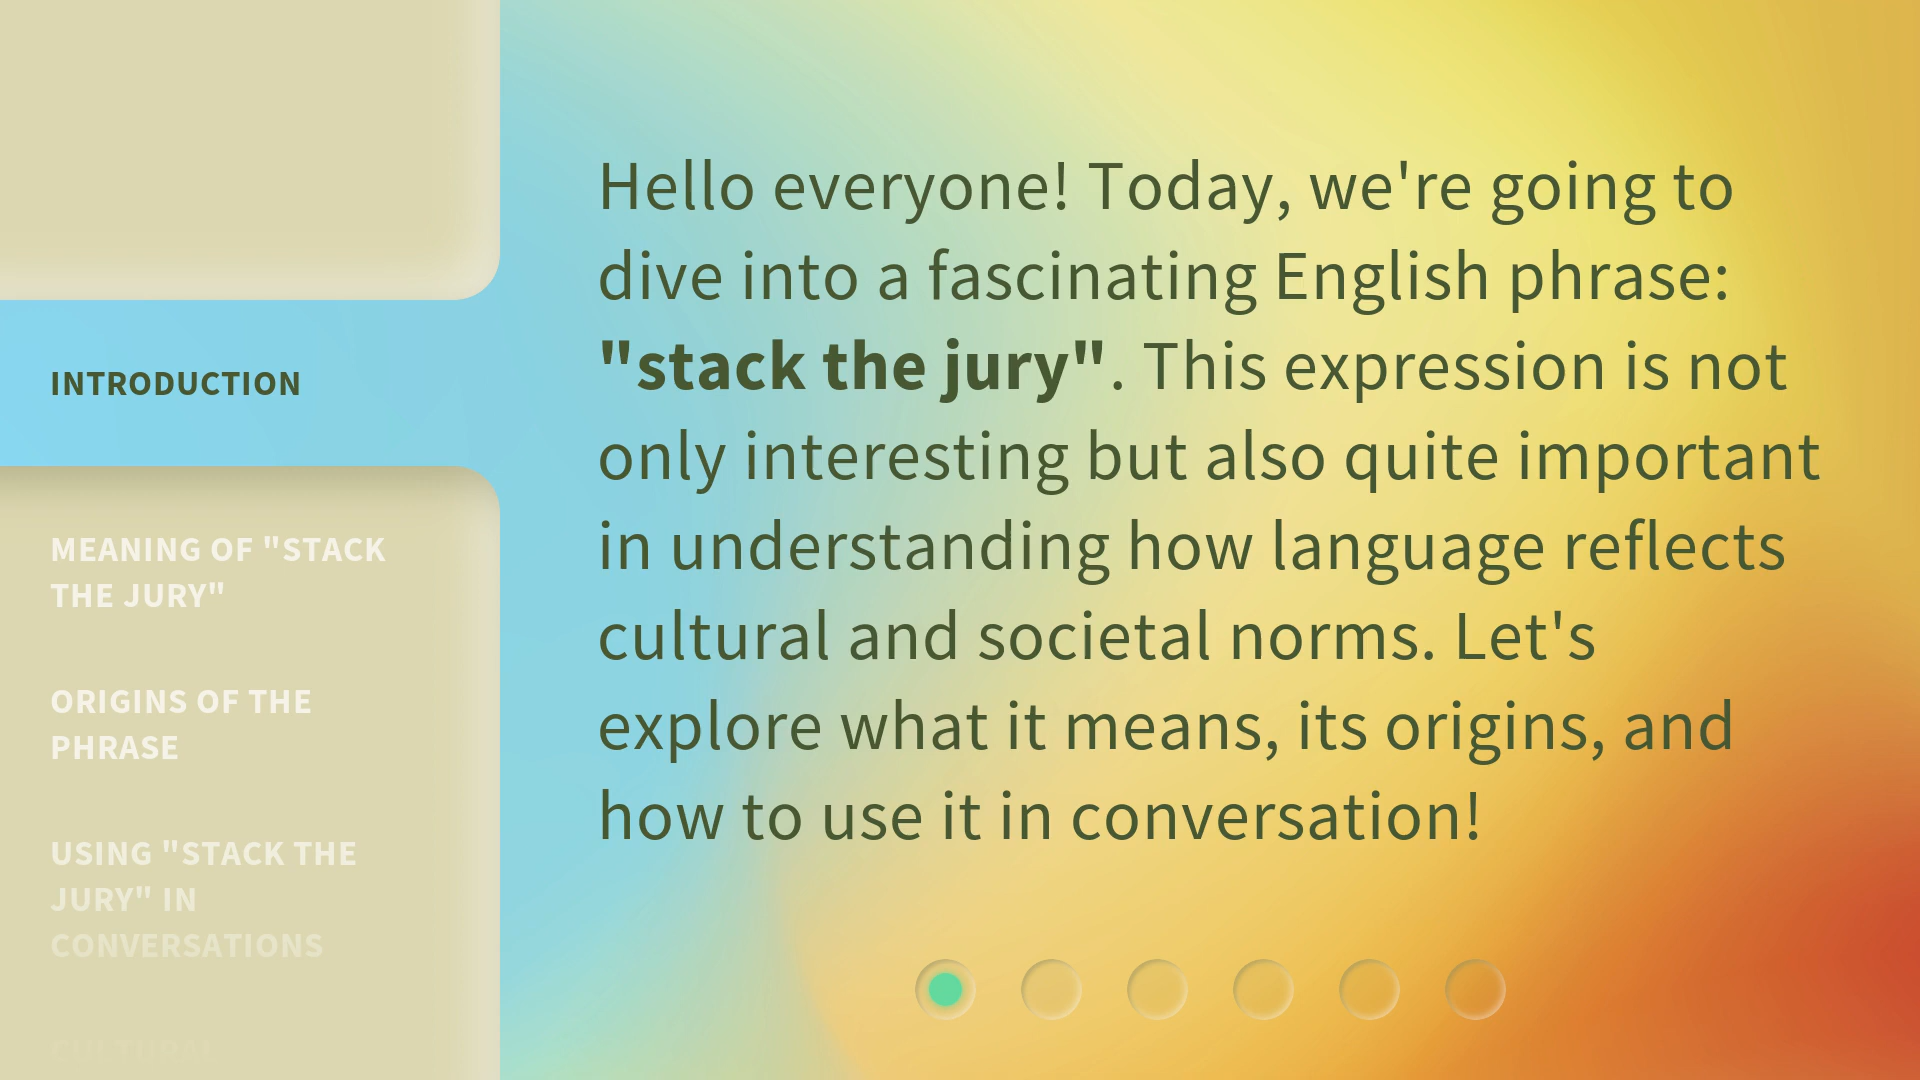 INTRODUCTION
MEANING OF "STACK
THE JURY"
ORIGINS OF THE
PHRASE
USING "STACK THE
JURY" IN
CONVERSATIONS
CULTURAL
Hello everyone! Today, we're going to
dive into a fascinating English phrase:
"stack the jury". This expression is not
only interesting but also quite important
in understanding how language reflects
cultural and societal norms. Let's
explore what it means, its origins, and
how to use it in conversation!